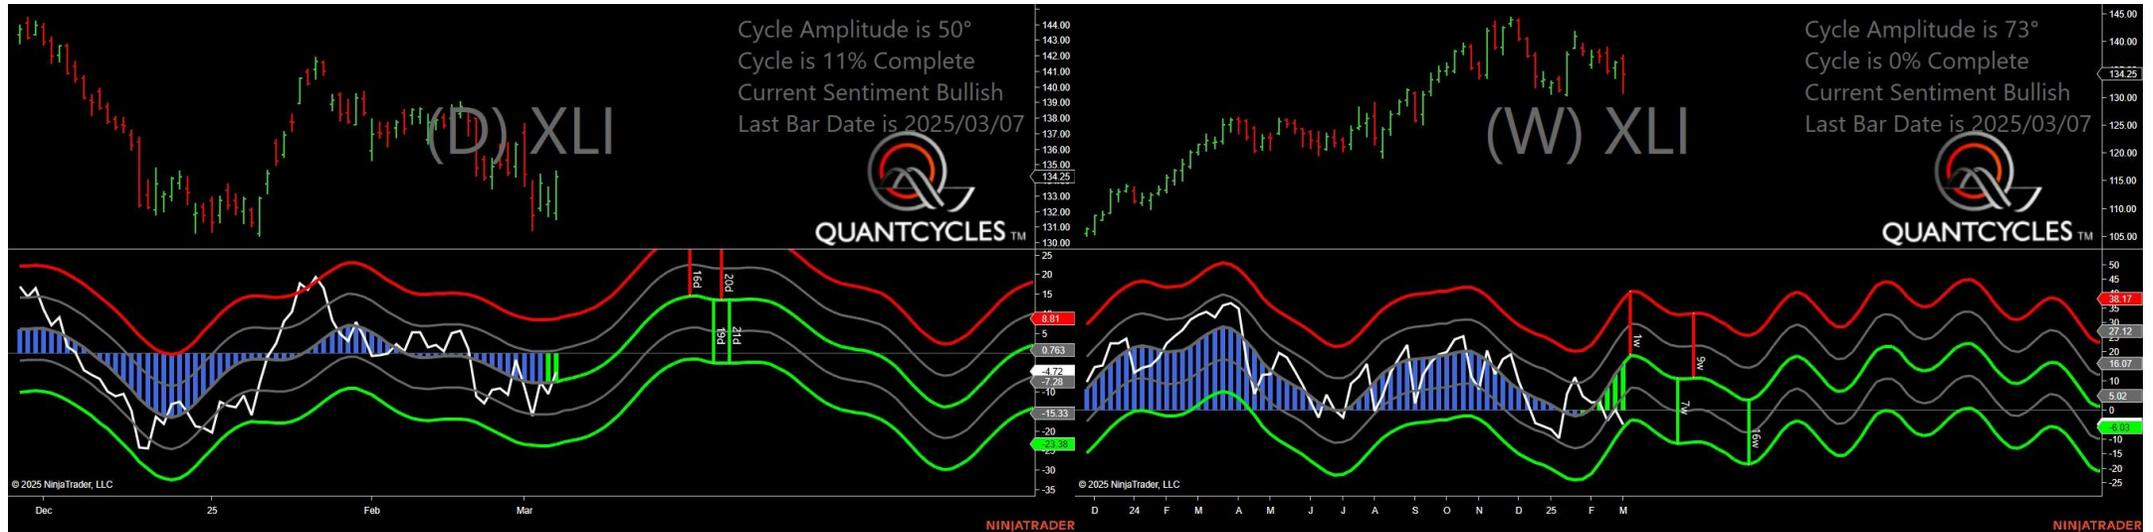 Cycle Amplitude is 50°
Cycle is 11% Complete
Current Sentiment Bullish
Last Bar Date is 2025/03/07
(D) XLI
QUANTCYCLES TM
144.00
143.00
142.00
141.00
140.00
139.00
138.00
137.00
136.00
135.00
134.25
133.00
132.00
131.00
130.00
25
20
15
8.81
5
0.763
-4.72
-7.28
-10
-15.33
-20
-23.38
-30
-35
16d
20d
19d
21d
© 2025 NinjaTrader, LLC
Dec
25
Feb
Mar
NINJATRADER
Cycle Amplitude is 73°
Cycle is 0% Complete
Current Sentiment Bullish
Last Bar Date is 2025/03/07
(W) XLI
QUANTCYCLES TM
145.00
140.00
134.25
130.00
125.00
120.00
115.00
110.00
105.00
50
45
38.17
35
30
27.12
20
16.07
10
5.02
0
-6.03
-10
-15
-20
-25
1w
9w
7w
16w
© 2025 NinjaTrader, LLC
D 24 F M A M J J A S O N D 25 F M
NINJATRADER